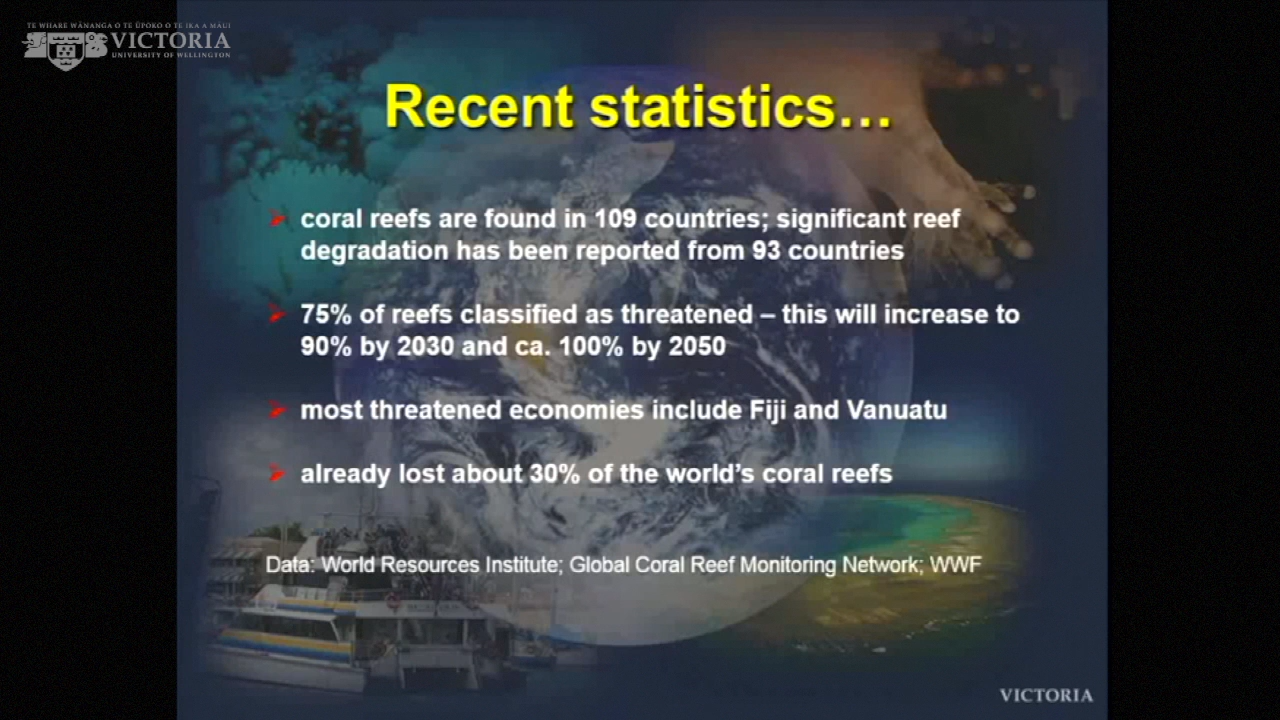 TE WHARE WĀNANGA O TE ŪPOKO O TE IKA A MĀUI
VICTORIA
UNIVERSITY OF WELLINGTON
Recent statistics…
coral reefs are found in 109 countries; significant reef
degradation has been reported from 93 countries
75% of reefs classified as threatened – this will increase to
90% by 2030 and ca. 100% by 2050
most threatened economies include Fiji and Vanuatu
already lost about 30% of the world’s coral reefs
Data: World Resources Institute; Global Coral Reef Monitoring Network; WWF
VICTORIA